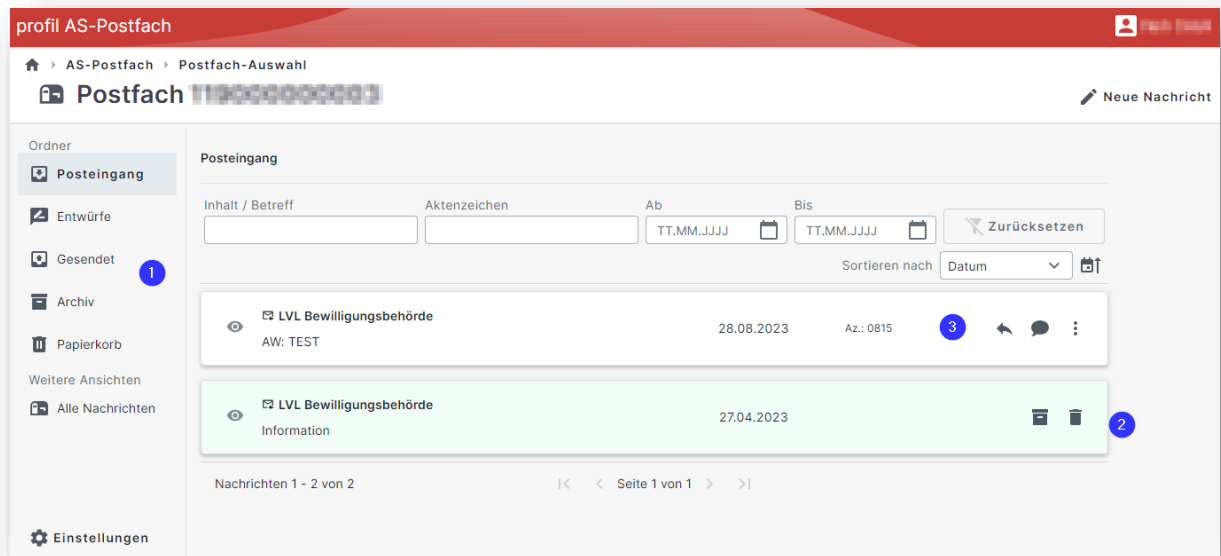 profil AS-Postfach
AS-Postfach Postfach-Auswahl
Postfach
Neue Nachricht
Ordner
Posteingang
Entwürfe
Gesendet
1
Archiv
Papierkorb
Weitere Ansichten
Alle Nachrichten
Einstellungen
Posteingang
Inhalt / Betreff Aktenzeichen Ab Bis
TT.MM.JJJJ TT.MM.JJJJ Zurücksetzen
Sortieren nach Datum
LVL Bewilligungsbehörde
AW: TEST
28.08.2023 Az.: 0815 3
LVL Bewilligungsbehörde
Information
27.04.2023
2
Nachrichten 1 - 2 von 2 Seite 1 von 1